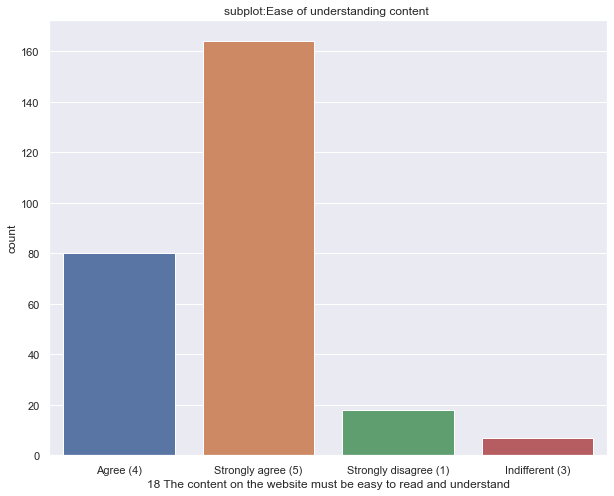 subplot:Ease of understanding content
160
140
120
100
80
60
40
20
0
count
Agree (4) Strongly agree (5) Strongly disagree (1) Indifferent (3)
18 The content on the website must be easy to read and understand